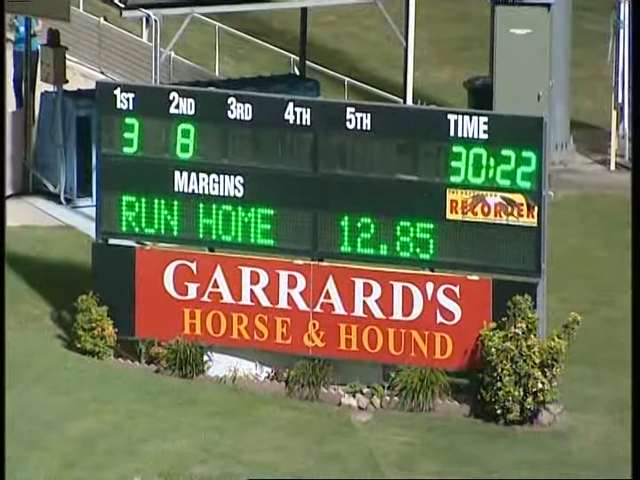 1ST 2ND 3RD 4TH 5TH TIME
3 8 30:22
MARGINS
RECORDER
RUN HOME 12.85
GARRARD'S
HORSE & HOUND